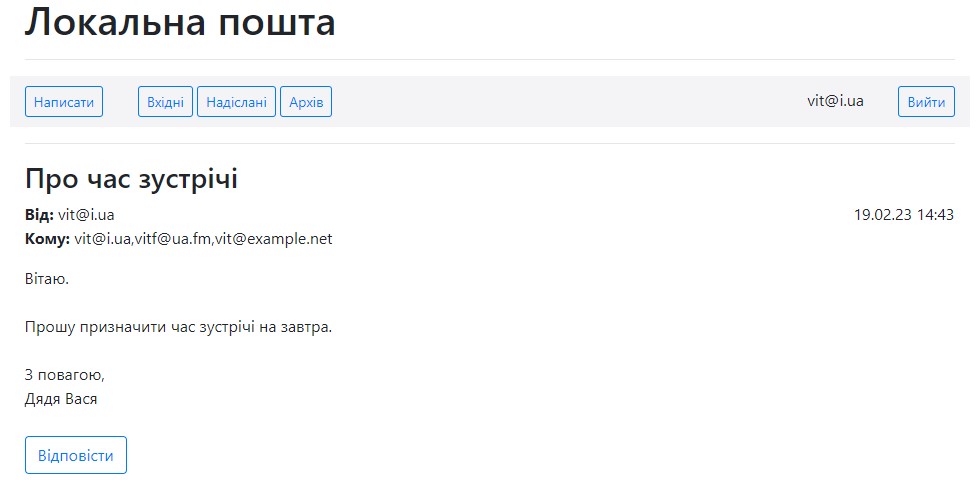 Локальна пошта
Написати Вхідні Надіслані Архів vit@i.ua Вийти
Про час зустрічі
Від: vit@i.ua 19.02.23 14:43
Кому: vit@i.ua,vitf@ua.fm,vit@example.net
Вітаю.
Прошу призначити час зустрічі на завтра.
З повагою,
Дядя Вася
Відповісти